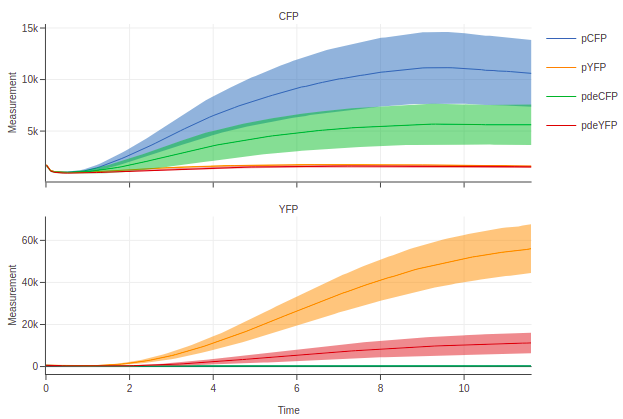 CFP
15k
10k
5k
Measurement
pCFP
pYFP
pdeCFP
pdeYFP
YFP
60k
40k
20k
0
Measurement
0 2 4 6 8 10
Time